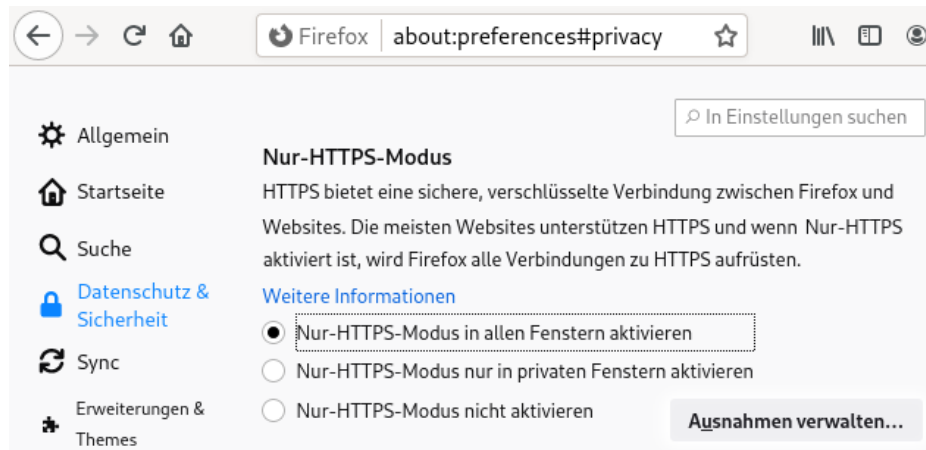 Firefox about:preferences#privacy
In Einstellungen suchen
Allgemein
Startseite
Suche
Datenschutz &
Sicherheit
Sync
Erweiterungen &
Themes
Nur-HTTPS-Modus
HTTPS bietet eine sichere, verschlüsselte Verbindung zwischen Firefox und
Websites. Die meisten Websites unterstützen HTTPS und wenn Nur-HTTPS
aktiviert ist, wird Firefox alle Verbindungen zu HTTPS aufrüsten.
Weitere Informationen
Nur-HTTPS-Modus in allen Fenstern aktivieren
Nur-HTTPS-Modus nur in privaten Fenstern aktivieren
Nur-HTTPS-Modus nicht aktivieren
Ausnahmen verwalten...